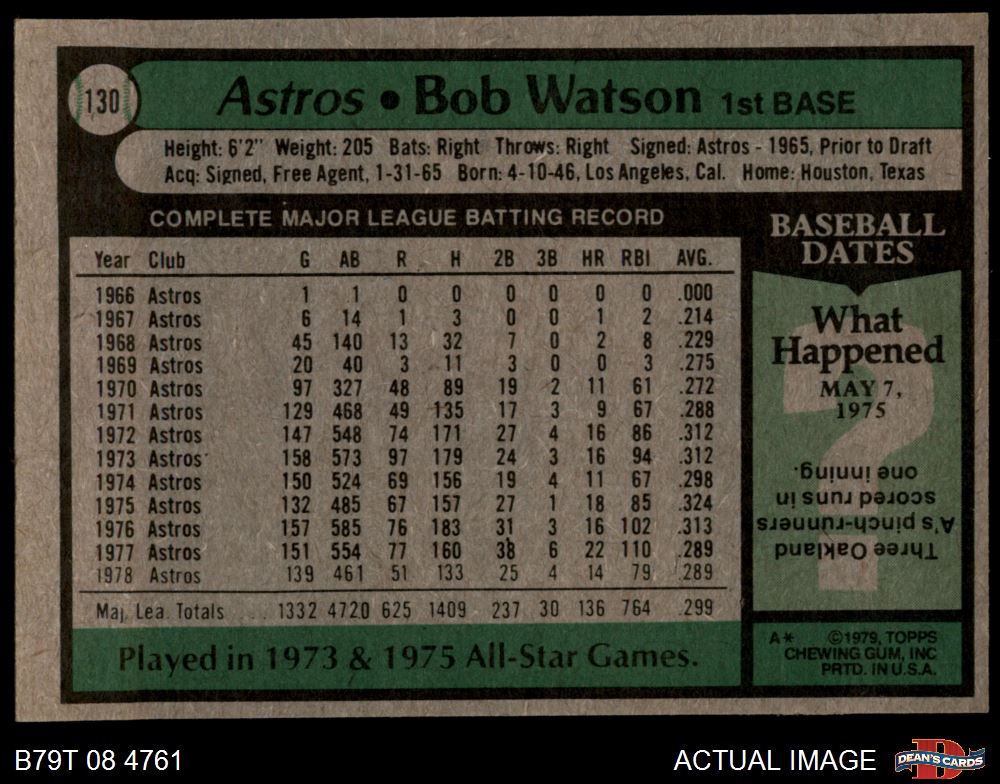 130
Astros • Bob Watson 1st BASE
Height: 6'2" Weight: 205 Bats: Right Throws: Right Signed: Astros - 1965, Prior to Draft
Acq: Signed, Free Agent, 1-31-65 Born: 4-10-46, Los Angeles, Cal. Home: Houston, Texas
COMPLETE MAJOR LEAGUE BATTING RECORD
Year Club G AB R H 2B 3B HR RBI AVG.
1966 Astros 1 1 0 0 0 0 0 0 .000
1967 Astros 6 14 1 3 0 0 1 2 .214
1968 Astros 45 140 13 32 7 0 2 8 .229
1969 Astros 20 40 3 11 3 0 0 3 .275
1970 Astros 97 327 48 89 19 2 11 61 .272
1971 Astros 129 468 49 135 17 3 9 67 .288
1972 Astros 147 548 74 171 27 4 16 86 .312
1973 Astros 158 573 97 179 24 3 16 94 .312
1974 Astros 150 524 69 156 19 4 11 67 .298
1975 Astros 132 485 67 157 27 1 18 85 .324
1976 Astros 157 585 76 183 31 3 16 102 .313
1977 Astros 151 554 77 160 38 6 22 110 .289
1978 Astros 139 461 51 133 25 4 14 79 .289
Maj. Lea. Totals ... 1332 4720 625 1409 237 30 136 764 .299
Played in 1973 & 1975 All-Star Games.
BASEBALL
DATES
What
Happened
MAY 7,
1975
?
Three Oakland
A's pinch-runners
scored runs in
one inning.
A* ©1979, TOPPS
CHEWING GUM, INC
PRTD. IN U.S.A.
B79T 08 4761
ACTUAL IMAGE
D
DEAN'S CARDS